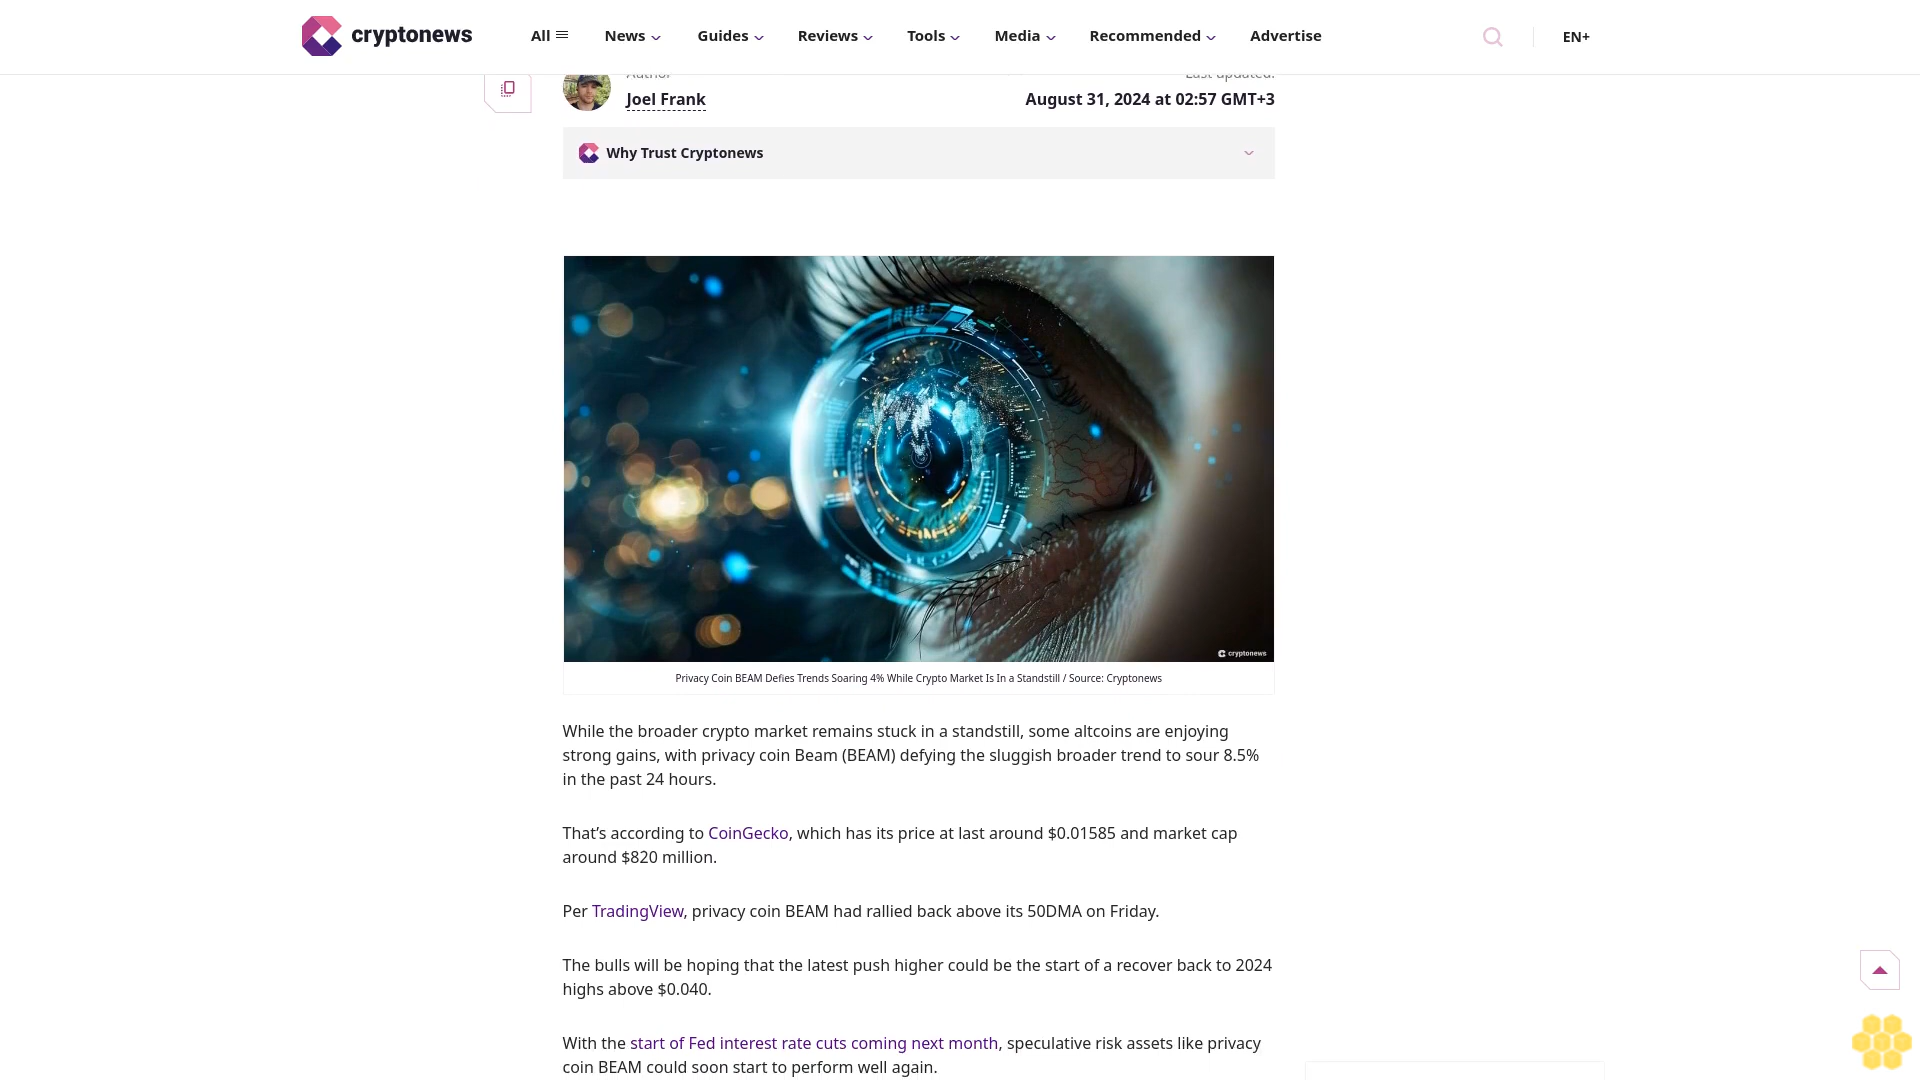 cryptonews
All
News
Guides
Reviews
Tools
Media
Recommended
Advertise
EN+
Author
Last updated:
Joel Frank
August 31, 2024 at 02:57 GMT+3
Why Trust Cryptonews
cryptonews
Privacy Coin BEAM Defies Trends Soaring 4% While Crypto Market Is In a Standstill / Source: Cryptonews
While the broader crypto market remains stuck in a standstill, some altcoins are enjoying
strong gains, with privacy coin Beam (BEAM) defying the sluggish broader trend to sour 8.5%
in the past 24 hours.
That’s according to CoinGecko, which has its price at last around $0.01585 and market cap
around $820 million.
Per TradingView, privacy coin BEAM had rallied back above its 50DMA on Friday.
The bulls will be hoping that the latest push higher could be the start of a recover back to 2024
highs above $0.040.
With the start of Fed interest rate cuts coming next month, speculative risk assets like privacy
coin BEAM could soon start to perform well again.